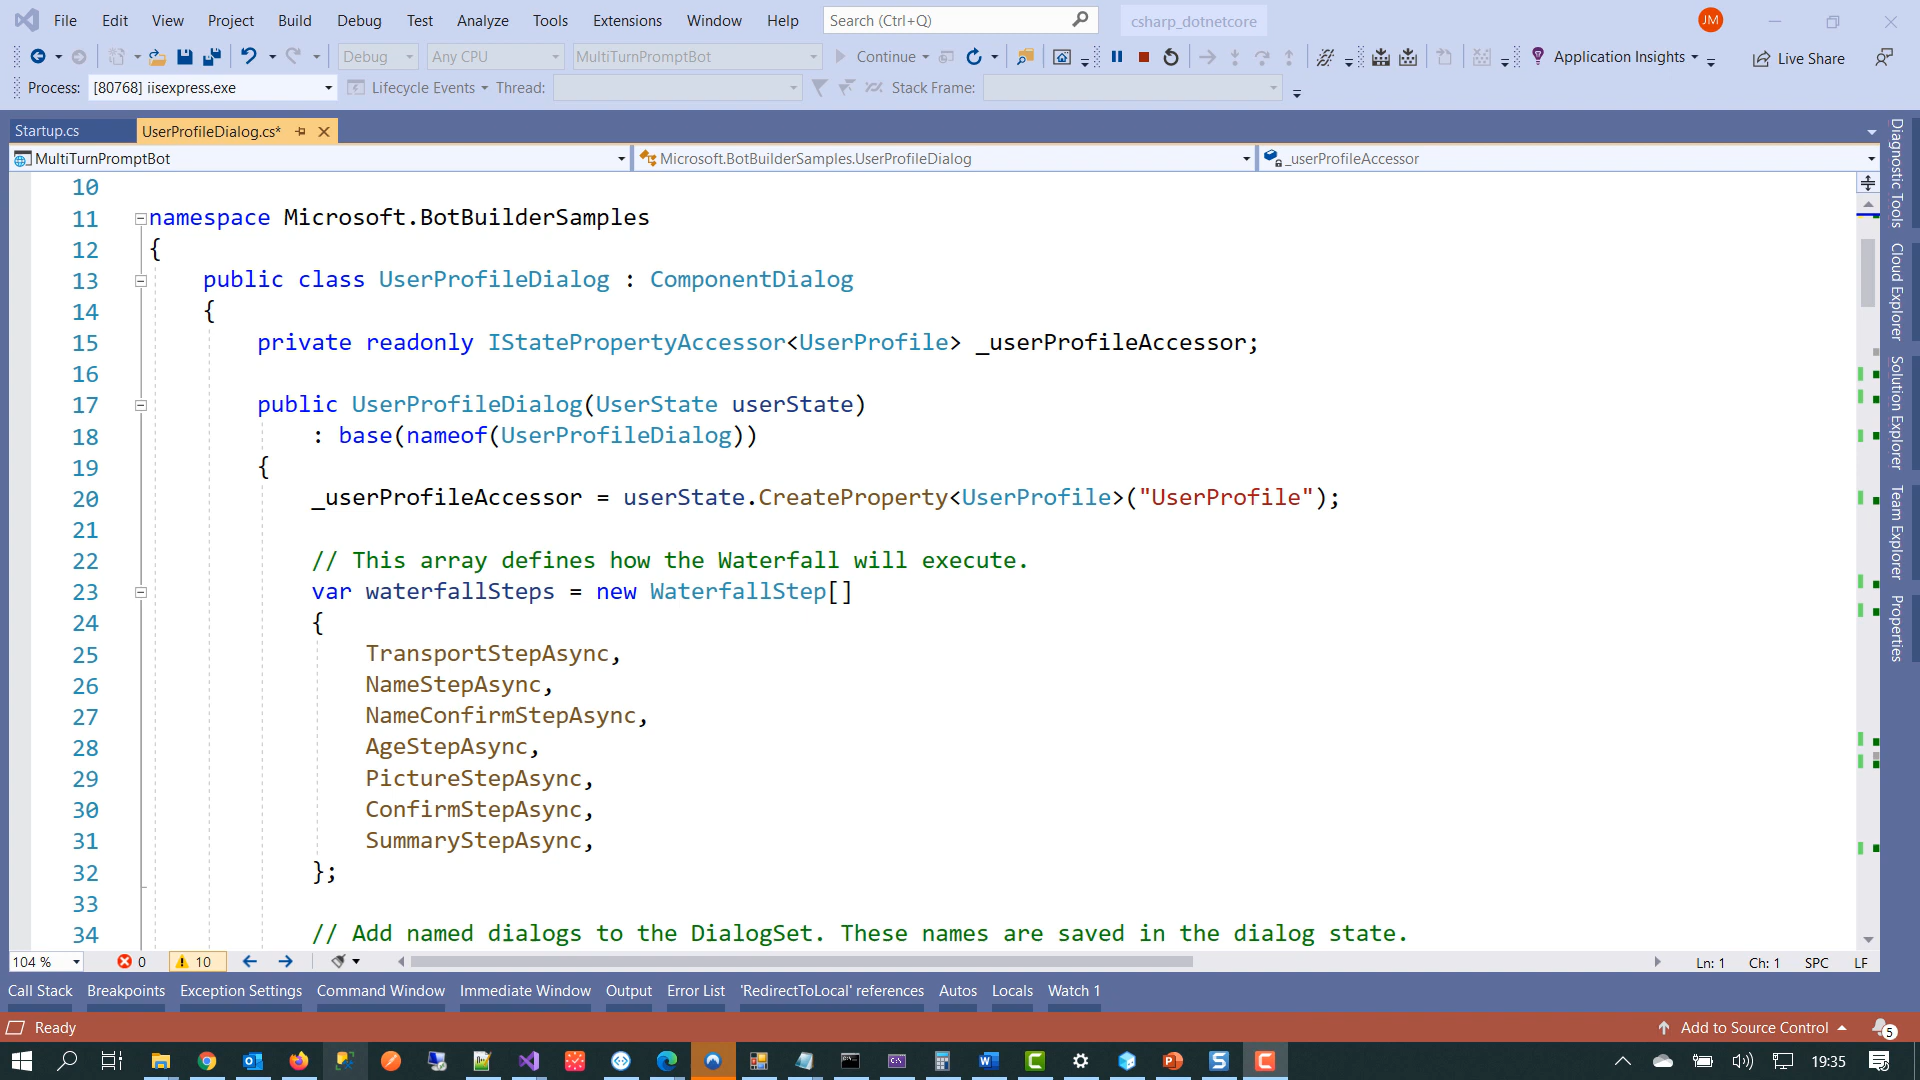 File Edit View Project Build Debug Test Analyze Tools Extensions Window Help Search (Ctrl+Q) csharp_dotnetcore JM
Debug Any CPU MultiTurnPromptBot Continue Application Insights Live Share
Process: [80768] iisexpress.exe Lifecycle Events Thread: Stack Frame:
Startup.cs UserProfileDialog.cs*
MultiTurnPromptBot Microsoft.BotBuilderSamples.UserProfileDialog _userProfileAccessor
10
11 namespace Microsoft.BotBuilderSamples
12 {
13 public class UserProfileDialog : ComponentDialog
14 {
15 private readonly IStatePropertyAccessor<UserProfile> _userProfileAccessor;
16
17 public UserProfileDialog(UserState userState)
18 : base(nameof(UserProfileDialog))
19 {
20 _userProfileAccessor = userState.CreateProperty<UserProfile>("UserProfile");
21
22 // This array defines how the Waterfall will execute.
23 var waterfallSteps = new WaterfallStep[]
24 {
25 TransportStepAsync,
26 NameStepAsync,
27 NameConfirmStepAsync,
28 AgeStepAsync,
29 PictureStepAsync,
30 ConfirmStepAsync,
31 SummaryStepAsync,
32 };
33
34 // Add named dialogs to the DialogSet. These names are saved in the dialog state.
Diagnostic Tools
Cloud Explorer
Solution Explorer
Team Explorer
Properties
104 % 0 10 Ln: 1 Ch: 1 SPC LF
Call Stack Breakpoints Exception Settings Command Window Immediate Window Output Error List 'RedirectToLocal' references Autos Locals Watch 1
Ready Add to Source Control 5
19:35